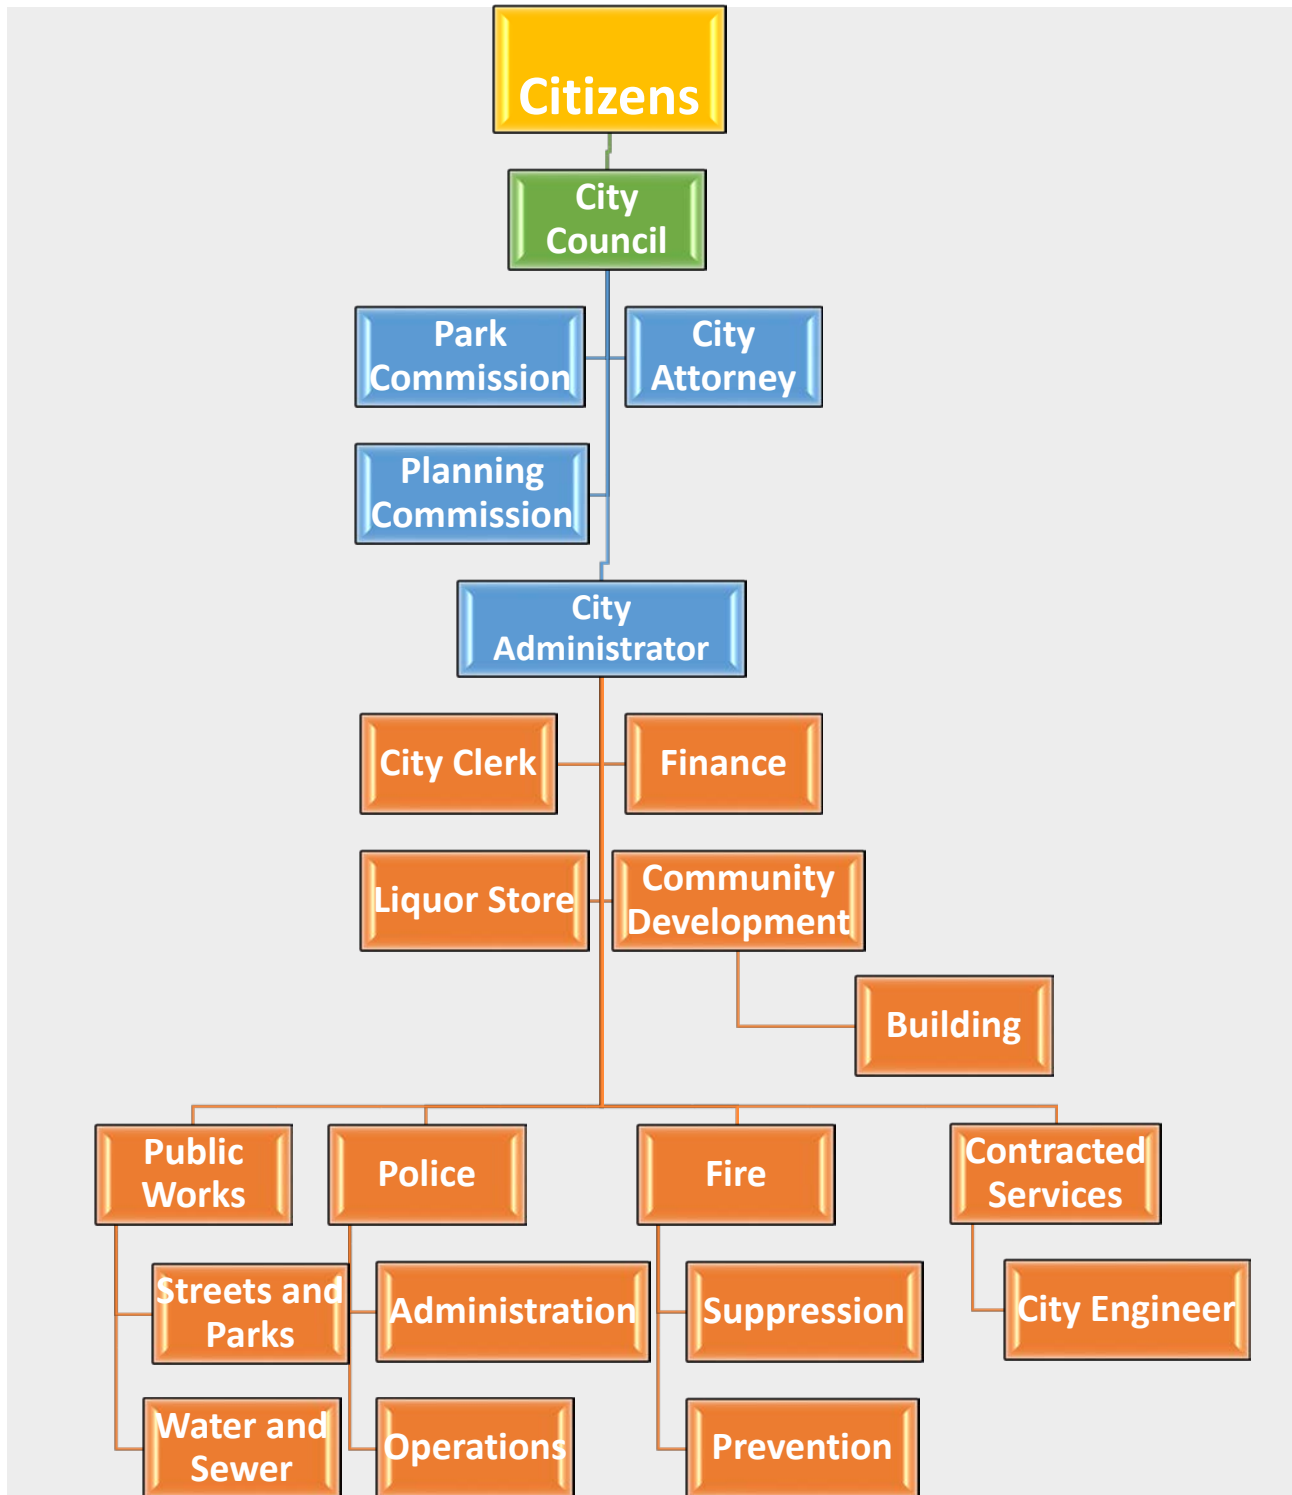 Citizens
City
Council
Park
Commission
City
Attorney
Planning
Commission
City
Administrator
City Clerk
Finance
Liquor Store
Community
Development
Building
Public
Works
Police
Fire
Contracted
Services
Streets and
Parks
Administration
Suppression
City Engineer
Water and
Sewer
Operations
Prevention